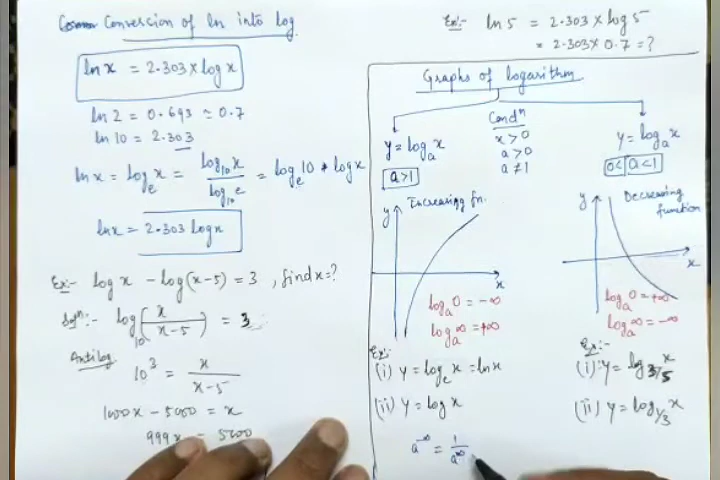 Conversion of ln into log
ln x = 2.303 × log x
ln 2 = 0.693 ≃ 0.7
ln 10 = 2.303
ln x = log_e x = log_10 x / log_10 e = log_e 10 * log x
ln x = 2.303 log x
Ex:- log x - log(x-5) = 3 , find x = ?
Solⁿ:- log_10 (x / x-5) = 3
Antilog
10³ = x / x-5
1000x - 5000 = x
999x = 5000
Ex:- ln 5 = 2.303 × log 5
= 2.303 × 0.7 = ?
Graphs of logarithm
Condⁿ
x > 0
a > 0
a ≠ 1
y = log_a x
a > 1
y
Increasing fn.
x
log_a 0 = -∞
log_a ∞ = +∞
Ex:
(i) y = log_e x = ln x
(ii) y = log x
y = log_a x
0 < a < 1
y
Decreasing
function
x
log_a 0 = +∞
log_a ∞ = -∞
Ex:-
(i) y = log_3/5 x
(ii) y = log_1/3 x
a^-∞ = 1 / a^∞